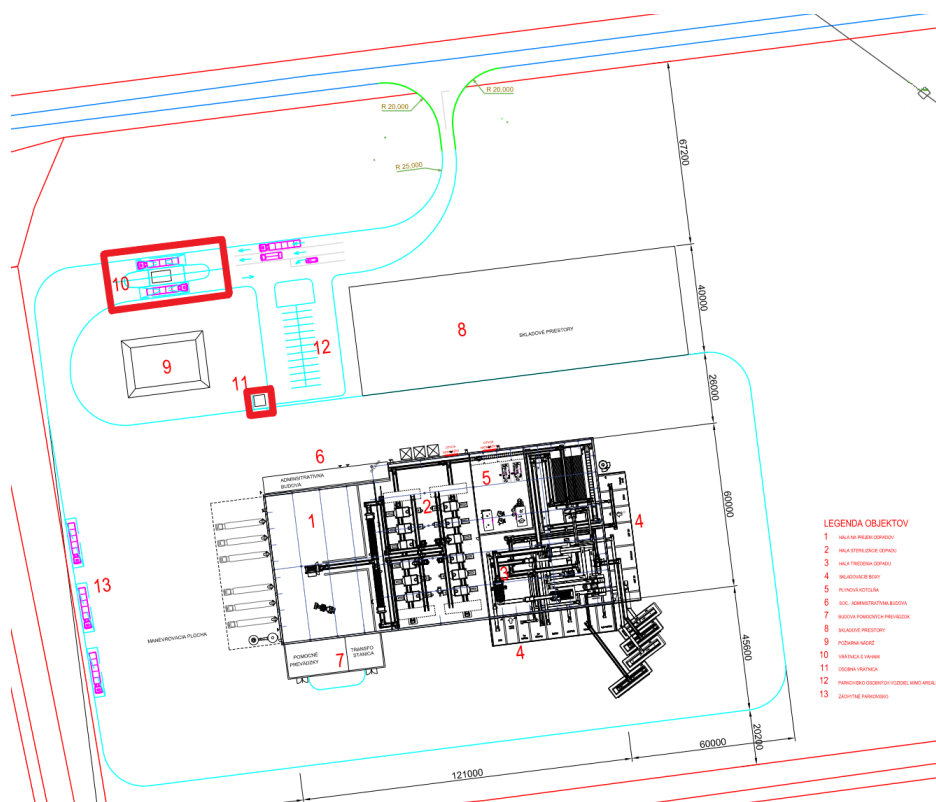 R 20,000
R 20,000
R 25,000
67200
10
40000
8
SKLADOVÉ PRIESTORY
12
9
11
26000
6
ADMINISTRATÍVNA
BUDOVA
5
1
2
4
60000
3
13
MANÉVROVACIA PLOCHA
POMOCNÉ
PREVÁDZKY
7
TRANSFO
STANICA
4
45600
20200
60000
121000
LEGENDA OBJEKTOV
1 HALA NA PRÍJEM ODPADOV
2 HALA STERILIZÁCIE ODPADU
3 HALA TRIEDENIA ODPADU
4 SKLADOVACIE BOXY
5 PLYNOVÁ KOTOLŇA
6 SOC.- ADMINISTRATÍVNA BUDOVA
7 BUDOVA POMOCNÝCH PREVÁDZOK
8 SKLADOVÉ PRIESTORY
9 POŽIARNA NÁDRŽ
10 VRÁTNICA S VÁHAMI
11 OSOBNÁ VRÁTNICA
12 PARKOVISKO OSOBNÝCH VOZIDIEL MIMO AREÁL
13 ZÁCHYTNÉ PARKOVISKO